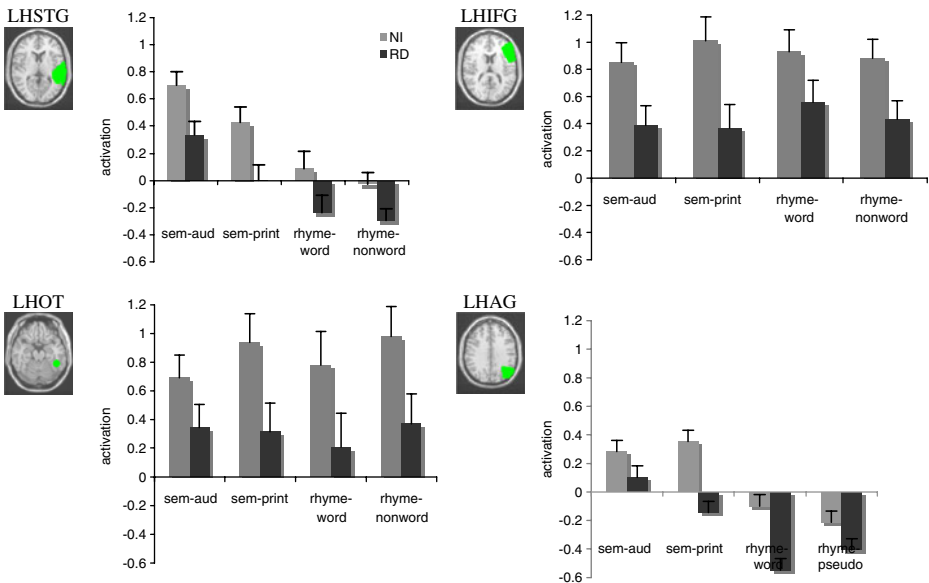 LHSTG
1.2
1
0.8
0.6
0.4
0.2
0
-0.2
-0.4
-0.6
activation
NI
RD
sem-aud sem-print rhyme- rhyme-
word nonword
LHIFG
1.2
1
0.8
0.6
0.4
0.2
0
-0.2
-0.4
-0.6
activation
sem-aud sem-print rhyme- rhyme-
word nonword
LHOT
1.2
1
0.8
0.6
0.4
0.2
0
-0.2
-0.4
-0.6
activation
sem-aud sem-print rhyme- rhyme-
word nonword
LHAG
1.2
1
0.8
0.6
0.4
0.2
0
-0.2
-0.4
-0.6
activation
sem-aud sem-print rhyme- rhyme-
word pseudo